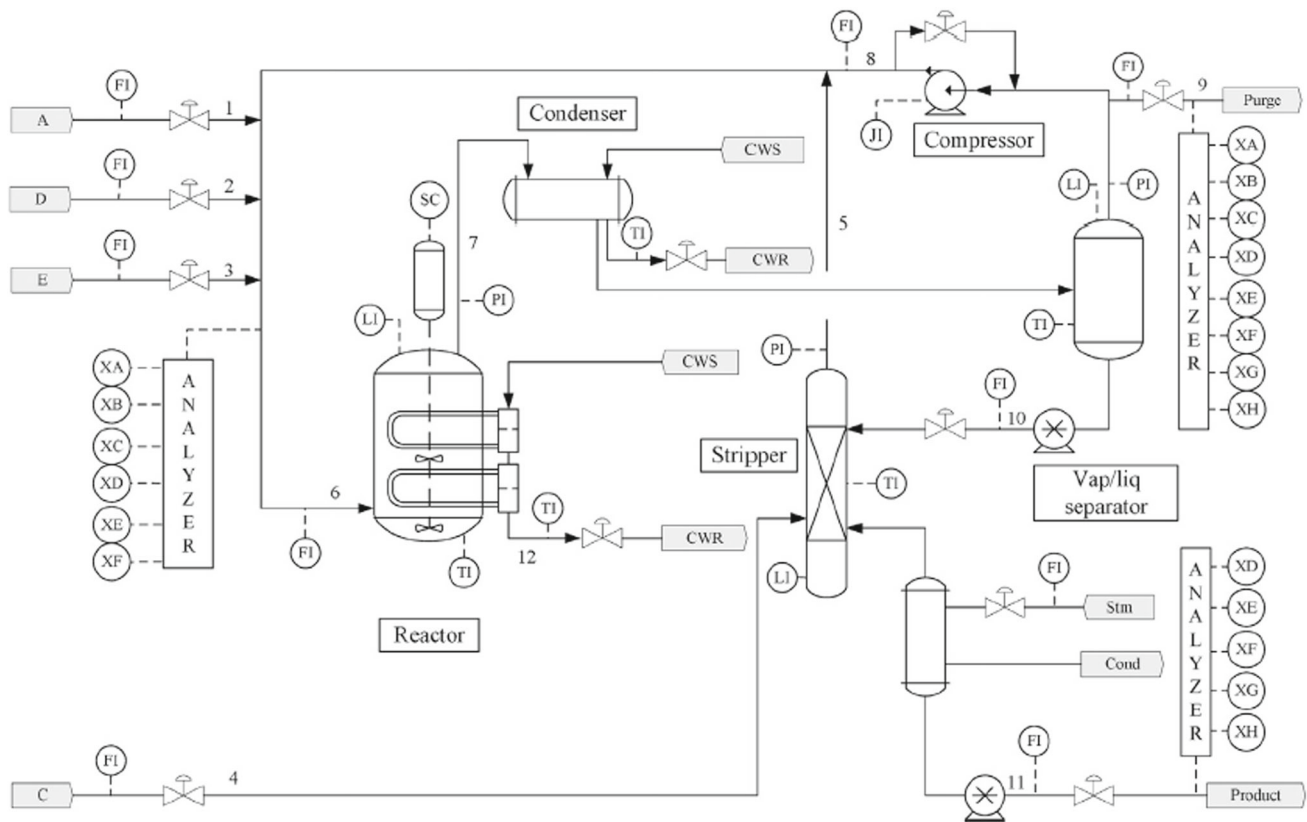 FI
8
FI
9
Purge
FI
1
A
Condenser
JI
Compressor
XA
CWS
FI
2
D
LI
PI
XB
SC
XC
A
N
A
L
Y
Z
E
R
7
TI
5
XD
FI
3
E
CWR
XE
PI
TI
XF
LI
PI
XG
XA
CWS
FI
XH
XB
10
A
N
A
L
Y
Z
E
R
XC
Stripper
TI
Vap/liq
separator
XD
6
XE
FI
TI
CWR
XF
12
TI
LI
FI
XD
Stm
XE
Reactor
A
N
A
L
Y
Z
E
R
XF
Cond
XG
XH
FI
4
C
FI
11
Product